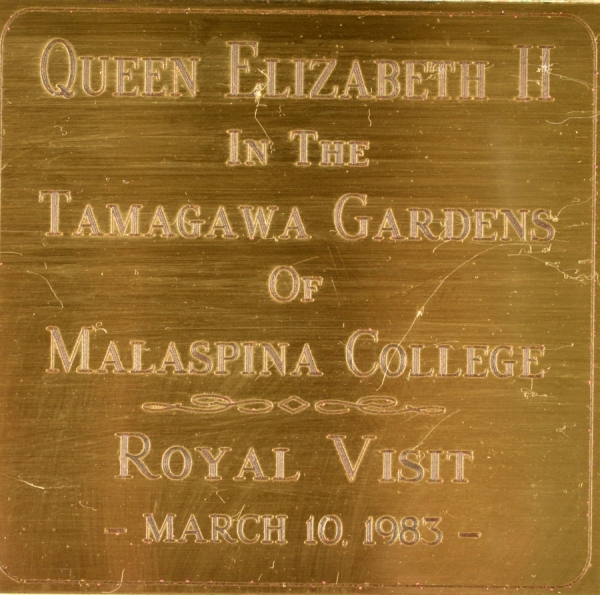 Queen Elizabeth II
In The
Tamagawa Gardens
Of
Malaspina College
Royal Visit
- March 10, 1983 -